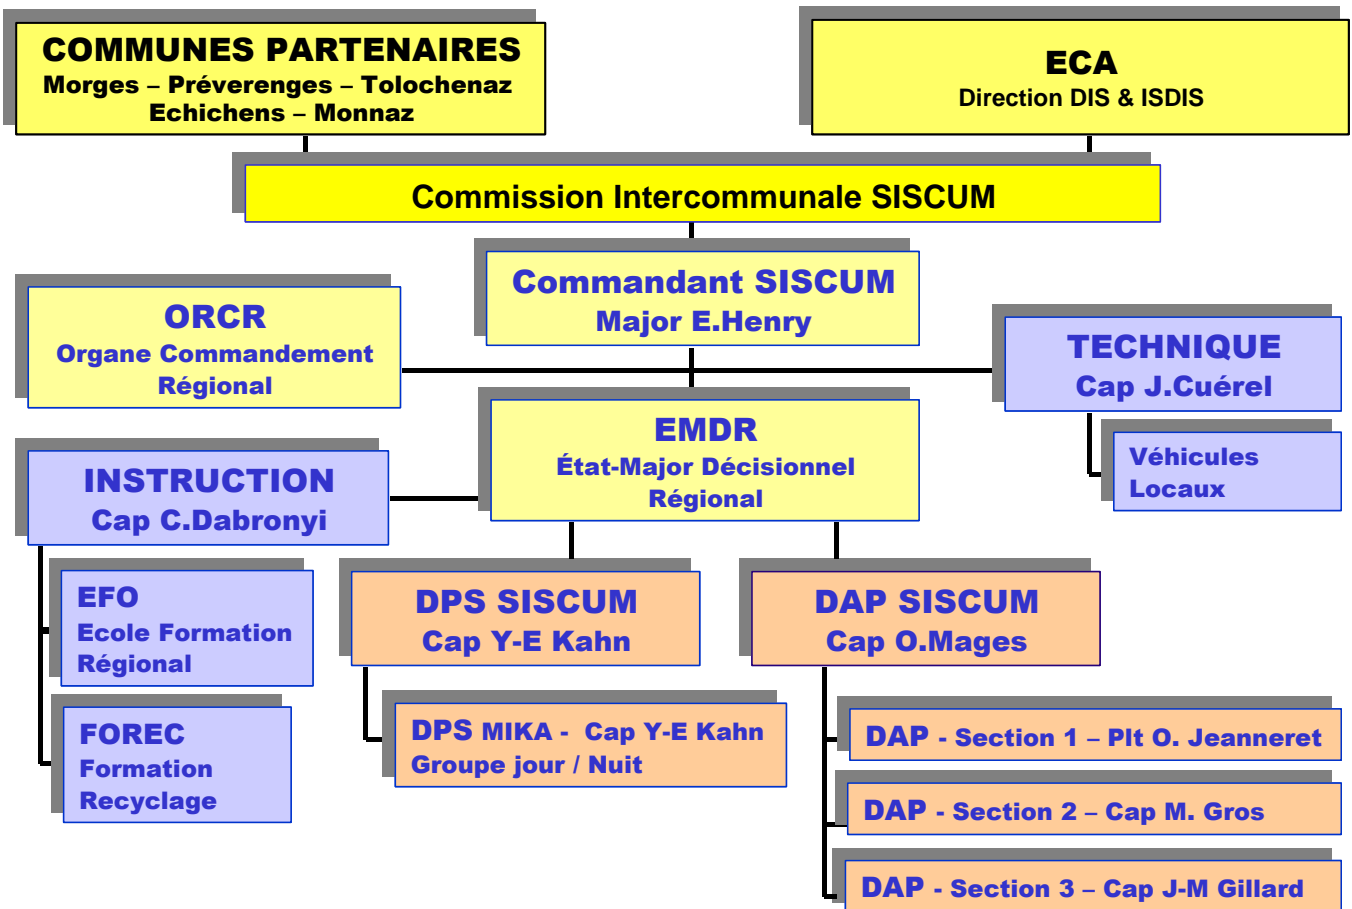 COMMUNES PARTENAIRES
Morges – Préverenges – Tolochenaz
Echichens – Monnaz
ECA
Direction DIS & ISDIS
Commission Intercommunale SISCUM
Commandant SISCUM
Major E.Henry
ORCR
Organe Commandement
Régional
TECHNIQUE
Cap J.Cuérel
Véhicules
Locaux
EMDR
État-Major Décisionnel
Régional
INSTRUCTION
Cap C.Dabronyi
EFO
Ecole Formation
Régional
FOREC
Formation
Recyclage
DPS SISCUM
Cap Y-E Kahn
DPS MIKA - Cap Y-E Kahn
Groupe jour / Nuit
DAP SISCUM
Cap O.Mages
DAP - Section 1 – Plt O. Jeanneret
DAP - Section 2 – Cap M. Gros
DAP - Section 3 – Cap J-M Gillard